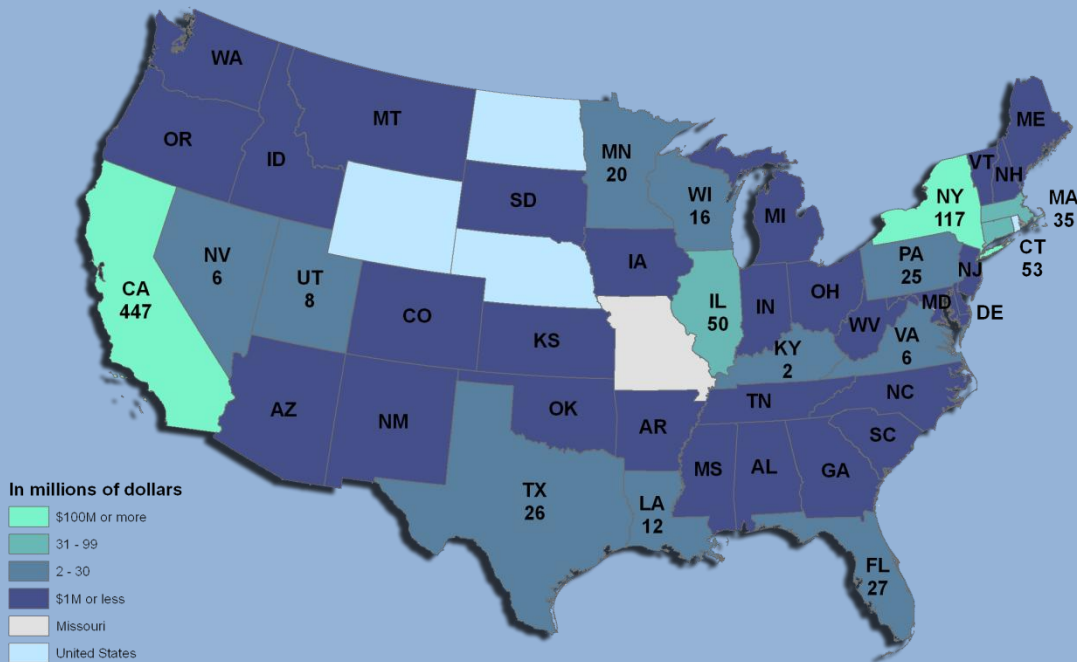 WA
MT
ME
OR
ID
MN
20
VT
NH
SD
WI
16
MI
NY
117
MA
35
NV
6
UT
8
IA
PA
25
CT
53
CA
447
IL
50
IN
OH
NJ
MD
DE
CO
KS
WV
VA
6
KY
2
AZ
NM
OK
AR
TN
NC
SC
MS
AL
GA
TX
26
LA
12
FL
27
In millions of dollars
$100M or more
31 - 99
2 - 30
$1M or less
Missouri
United States